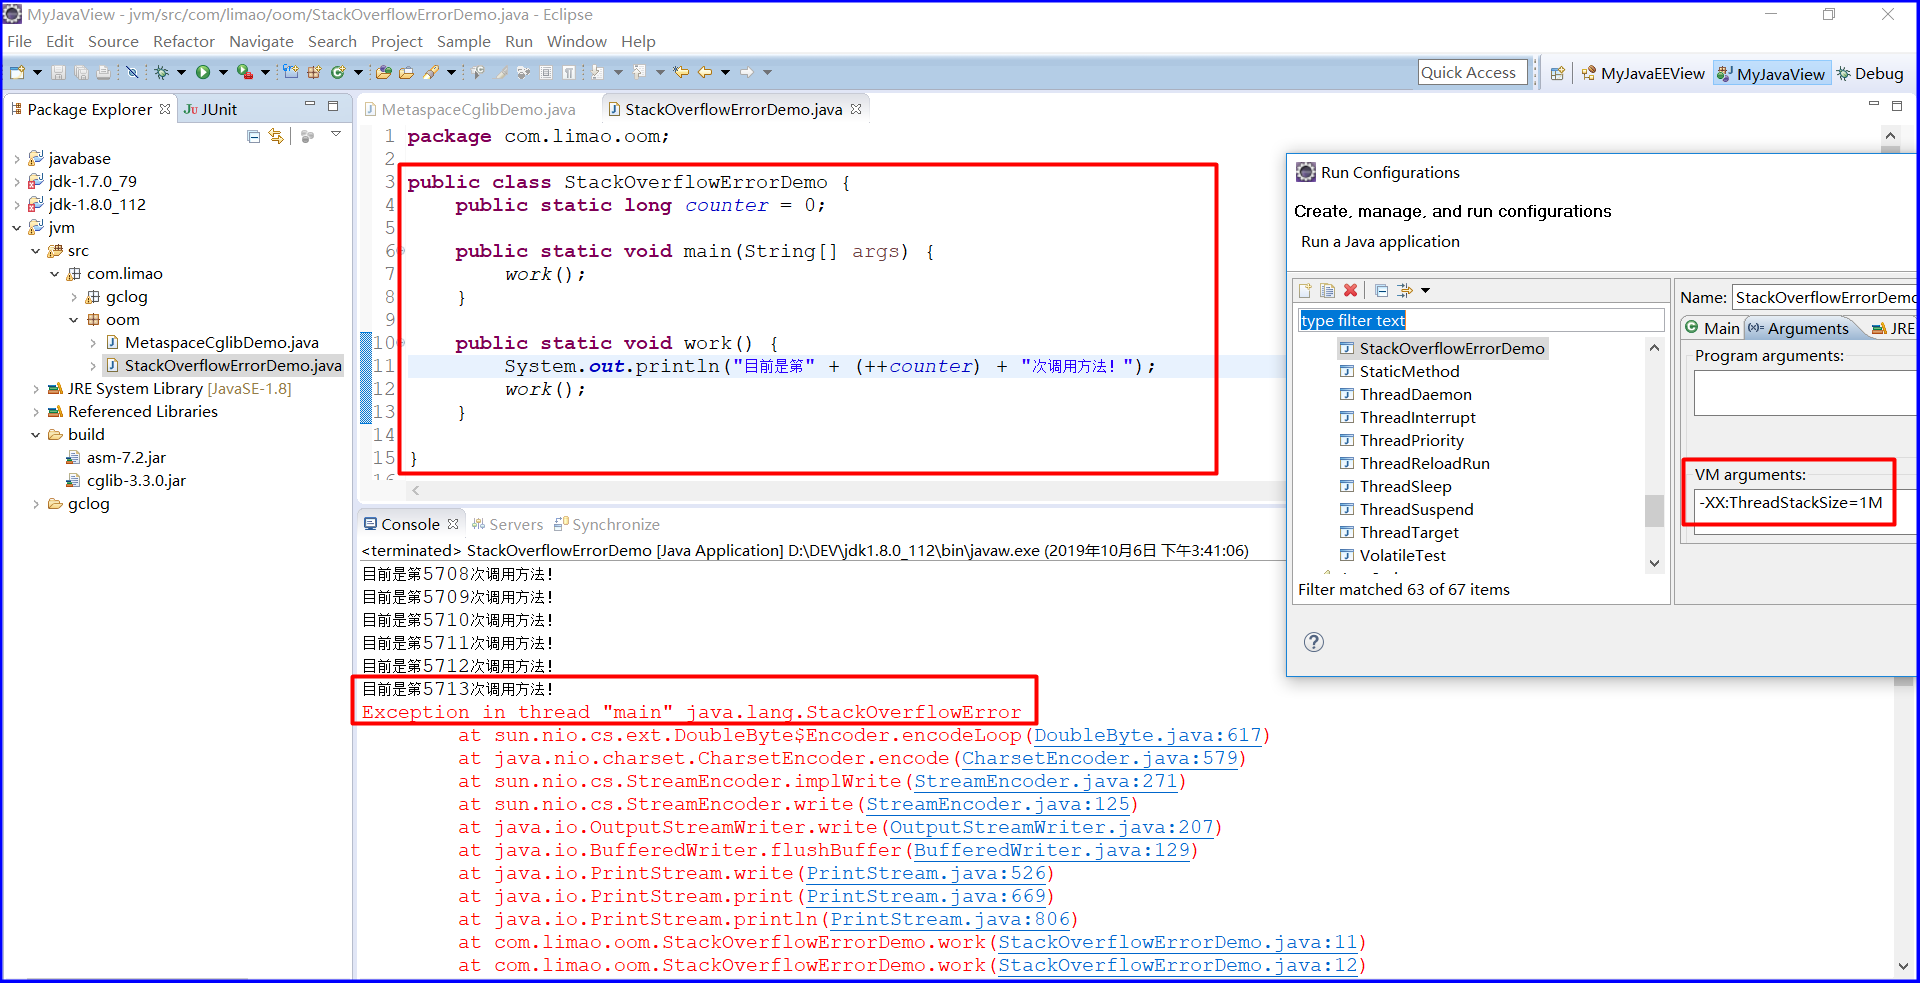 MyJavaView - jvm/src/com/limao/oom/StackOverflowErrorDemo.java - Eclipse
File Edit Source Refactor Navigate Search Project Sample Run Window Help
Quick Access
MyJavaEEView
MyJavaView
Debug
Package Explorer
JUnit
javabase
jdk-1.7.0_79
jdk-1.8.0_112
jvm
src
com.limao
gclog
oom
MetaspaceCglibDemo.java
StackOverflowErrorDemo.java
JRE System Library [JavaSE-1.8]
Referenced Libraries
build
asm-7.2.jar
cglib-3.3.0.jar
gclog
MetaspaceCglibDemo.java
StackOverflowErrorDemo.java
1 package com.limao.oom;
2
3 public class StackOverflowErrorDemo {
4 public static long counter = 0;
5
6 public static void main(String[] args) {
7 work();
8 }
9
10 public static void work() {
11 System.out.println("目前是第" + (++counter) + "次调用方法！");
12 work();
13 }
14
15 }
16
Console Servers Synchronize
<terminated> StackOverflowErrorDemo [Java Application] D:\DEV\jdk1.8.0_112\bin\javaw.exe (2019年10月6日 下午3:41:06)
目前是第5708次调用方法！
目前是第5709次调用方法！
目前是第5710次调用方法！
目前是第5711次调用方法！
目前是第5712次调用方法！
目前是第5713次调用方法！
Exception in thread "main" java.lang.StackOverflowError
at sun.nio.cs.ext.DoubleByte$Encoder.encodeLoop(DoubleByte.java:617)
at java.nio.charset.CharsetEncoder.encode(CharsetEncoder.java:579)
at sun.nio.cs.StreamEncoder.implWrite(StreamEncoder.java:271)
at sun.nio.cs.StreamEncoder.write(StreamEncoder.java:125)
at java.io.OutputStreamWriter.write(OutputStreamWriter.java:207)
at java.io.BufferedWriter.flushBuffer(BufferedWriter.java:129)
at java.io.PrintStream.write(PrintStream.java:526)
at java.io.PrintStream.print(PrintStream.java:669)
at java.io.PrintStream.println(PrintStream.java:806)
at com.limao.oom.StackOverflowErrorDemo.work(StackOverflowErrorDemo.java:11)
at com.limao.oom.StackOverflowErrorDemo.work(StackOverflowErrorDemo.java:12)
Run Configurations
Create, manage, and run configurations
Run a Java application
type filter text
StackOverflowErrorDemo
StaticMethod
ThreadDaemon
ThreadInterrupt
ThreadPriority
ThreadReloadRun
ThreadSleep
ThreadSuspend
ThreadTarget
VolatileTest
Filter matched 63 of 67 items
Name: StackOverflowErrorDemo
Main (x)= Arguments JRE
Program arguments:
VM arguments:
-XX:ThreadStackSize=1M